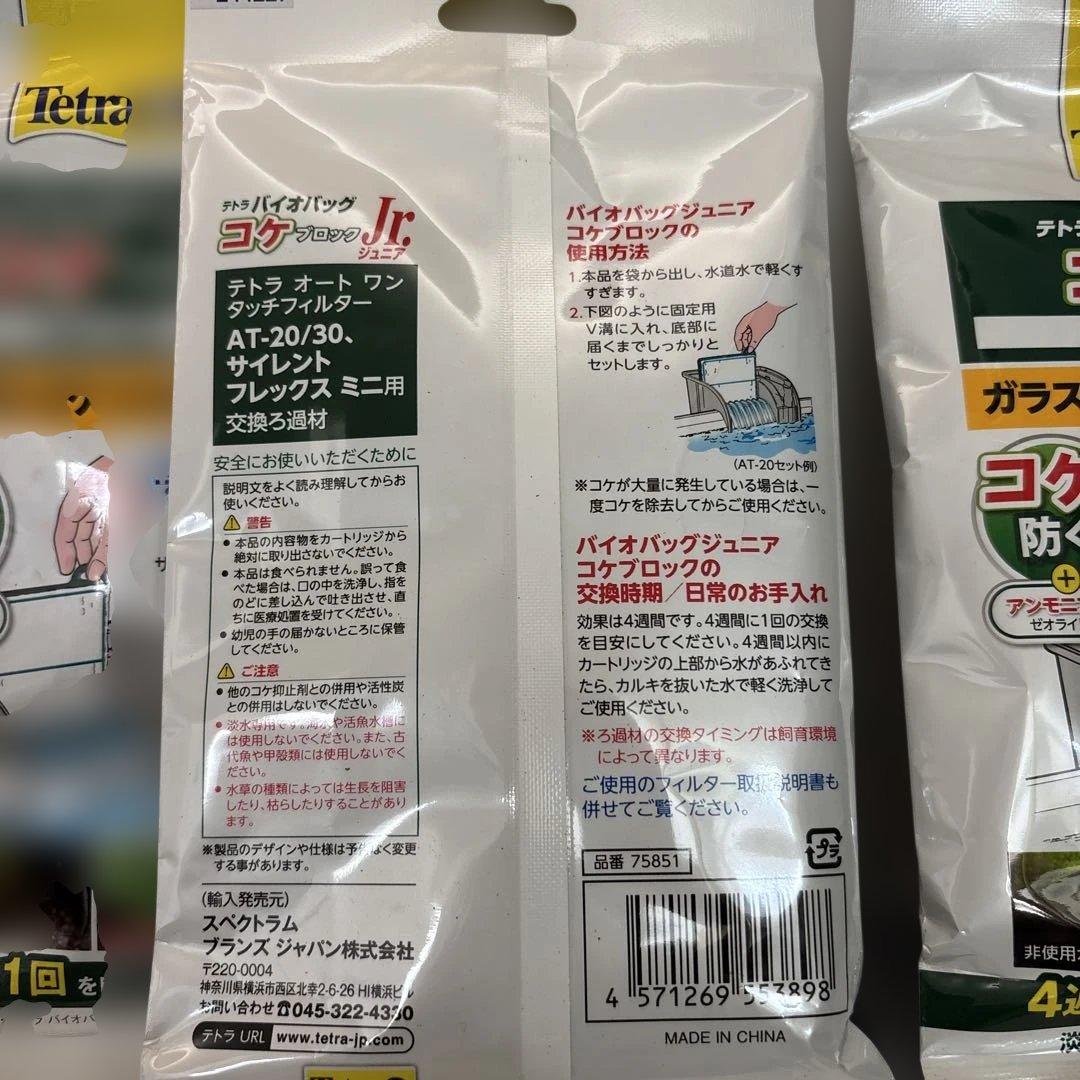 Tetra
テトラ バイオバッグ
コケ ブロック Jr.
ジュニア
テトラ オート ワン
タッチフィルター
AT-20/30、
サイレント
フレックス ミニ用
交換ろ過材
安全にお使いいただくために
説明文をよく読み理解してからお
使いください。
警告
● 本品の内容物をカートリッジから
絶対に取り出さないでください。
● 本品は食べられません。誤って食
べた場合は、口の中を洗浄し、指を
のどに差し込んで吐き出させ、直
ちに医療処置を受けてください。
● 幼児の手の届かないところに保管
してください。
ご注意
● 他のコケ抑止剤との併用や活性炭
との併用はしないでください。
● 淡水専用です。海水や活魚水槽に
は使用しないでください。また、古
代魚や甲殻類には使用しないでく
ださい。
● 水草の種類によっては生長を阻害
したり、枯らしたりすることがあり
ます。
※製品のデザインや仕様は予告なく変更
する事があります。
(輸入発売元)
スペクトラム
ブランズ ジャパン株式会社
〒220-0004
神奈川県横浜市西区北幸2-6-26 HI横浜ビル
お問い合わせ☎045-322-4330
テトラ URL www.tetra-jp.com
バイオバッグジュニア
コケブロックの
使用方法
1.本品を袋から出し、水道水で軽くす
すぎます。
2.下図のように固定用
V溝に入れ、底部に
届くまでしっかりと
セットします。
(AT-20セット例)
※コケが大量に発生している場合は、一
度コケを除去してからご使用ください。
バイオバッグジュニア
コケブロックの
交換時期/日常のお手入れ
効果は4週間です。4週間に1回の交換
を目安にしてください。4週間以内に
カートリッジの上部から水があふれてき
たら、カルキを抜いた水で軽く洗浄して
ご使用ください。
※ろ過材の交換タイミングは飼育環境
によって異なります。
ご使用のフィルター取扱説明書も
併せてご覧ください。
プラ
品番 75851
4 571269 553898
MADE IN CHINA
1回 を
テトラ
ガラス
コケ
防ぐ
+
アンモニ
ゼオライ
非使用
4週
淡